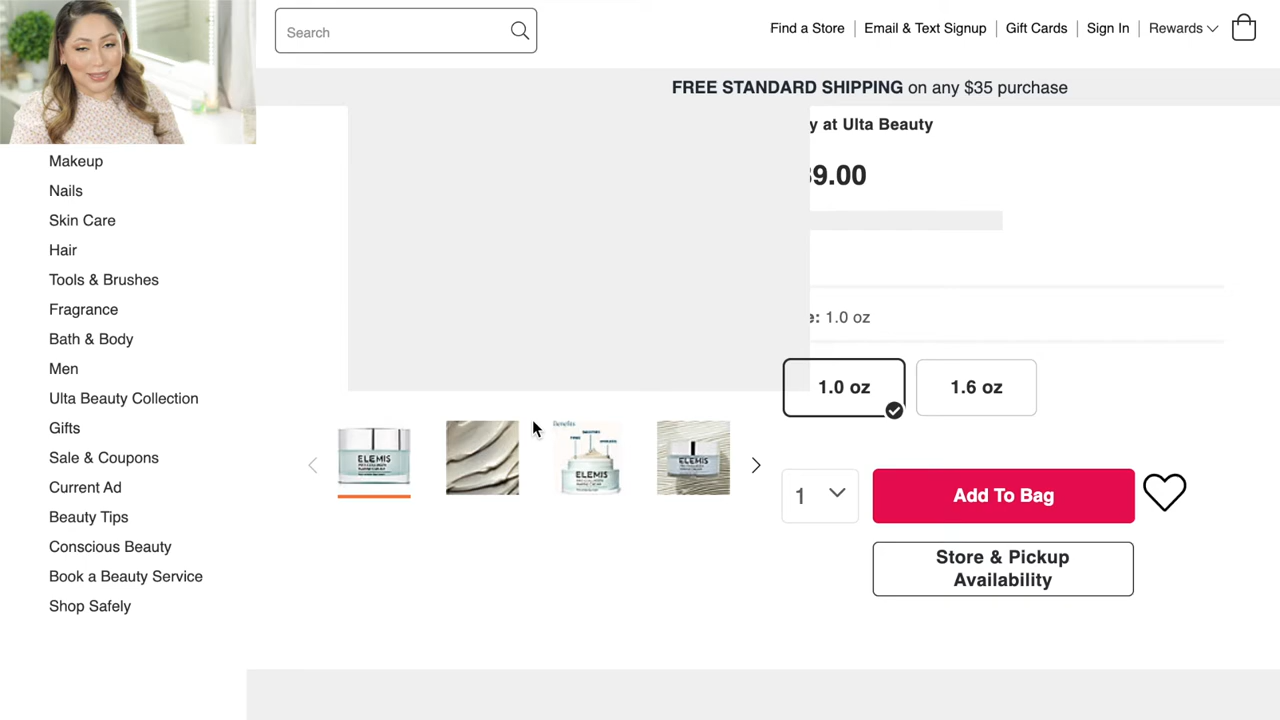 Search
Find a Store
Email & Text Signup
Gift Cards
Sign In
Rewards
FREE STANDARD SHIPPING on any $35 purchase
at Ulta Beauty
9.00
Makeup
Nails
Skin Care
Hair
Tools & Brushes
Fragrance
Bath & Body
Men
Ulta Beauty Collection
Gifts
Sale & Coupons
Current Ad
Beauty Tips
Conscious Beauty
Book a Beauty Service
Shop Safely
1.0 oz
1.0 oz
1.6 oz
ELEMIS
Benefits
ELEMIS
ELEMIS
1
Add To Bag
Store & Pickup
Availability